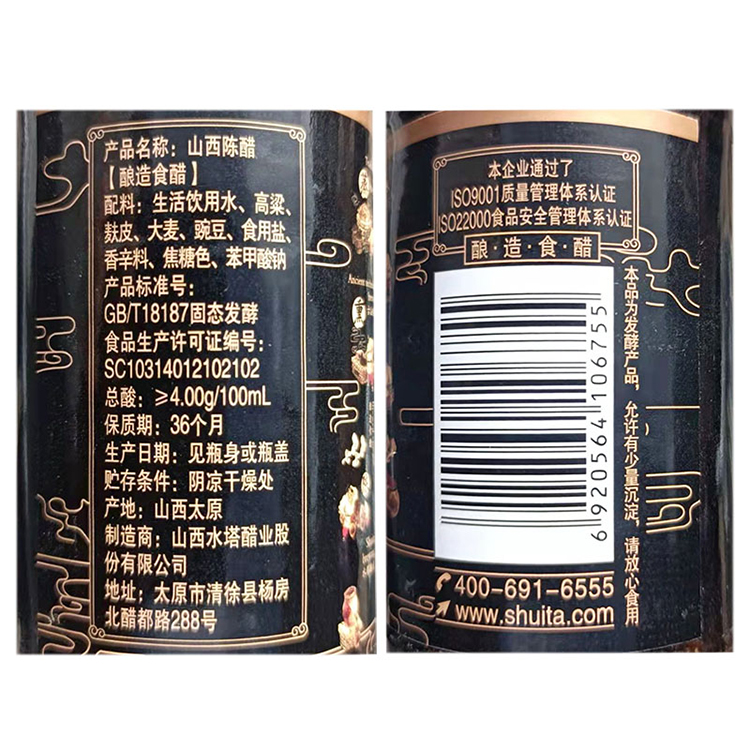 产品名称：山西陈醋
【酿造食醋】
配料：生活饮用水、高粱、
麸皮、大麦、豌豆、食用盐、
香辛料、焦糖色、苯甲酸钠
产品标准号：
GB/T18187固态发酵
食品生产许可证编号：
SC10314012102102
总酸：≥4.00g/100mL
保质期：36个月
生产日期：见瓶身或瓶盖
贮存条件：阴凉干燥处
产地：山西太原
制造商：山西水塔醋业股
份有限公司
地址：太原市清徐县杨房
北醋都路288号
本企业通过了
ISO9001质量管理体系认证
ISO22000食品安全管理体系认证
酿·造·食·醋
6 920564 106755
本品为发酵产品，允许有少量沉淀，请放心食用
400-691-6555
www.shuita.com